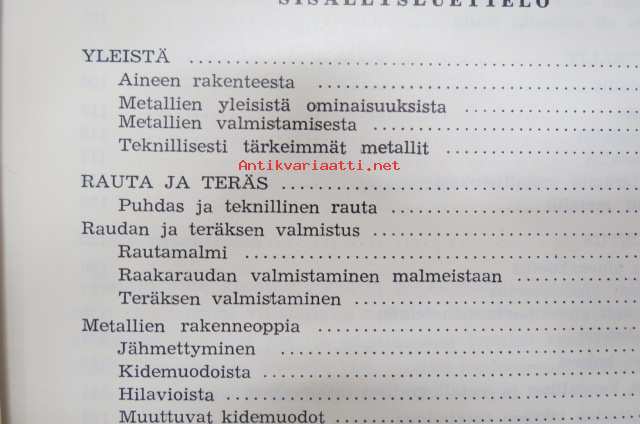 SISÄLLYSLUETTELO
YLEISTÄ
Aineen rakenteesta
Metallien yleisistä ominaisuuksista
Metallien valmistamisesta
Teknillisesti tärkeimmät metallit
Antikvariaatti.net
RAUTA JA TERÄS
Puhdas ja teknillinen rauta
Raudan ja teräksen valmistus
Rautamalmi
Raakaraudan valmistaminen malmeistaan
Teräksen valmistaminen
Metallien rakenneoppia
Jähmettyminen
Kidemuodoista
Hilavioista
Muuttuvat kidemuodot